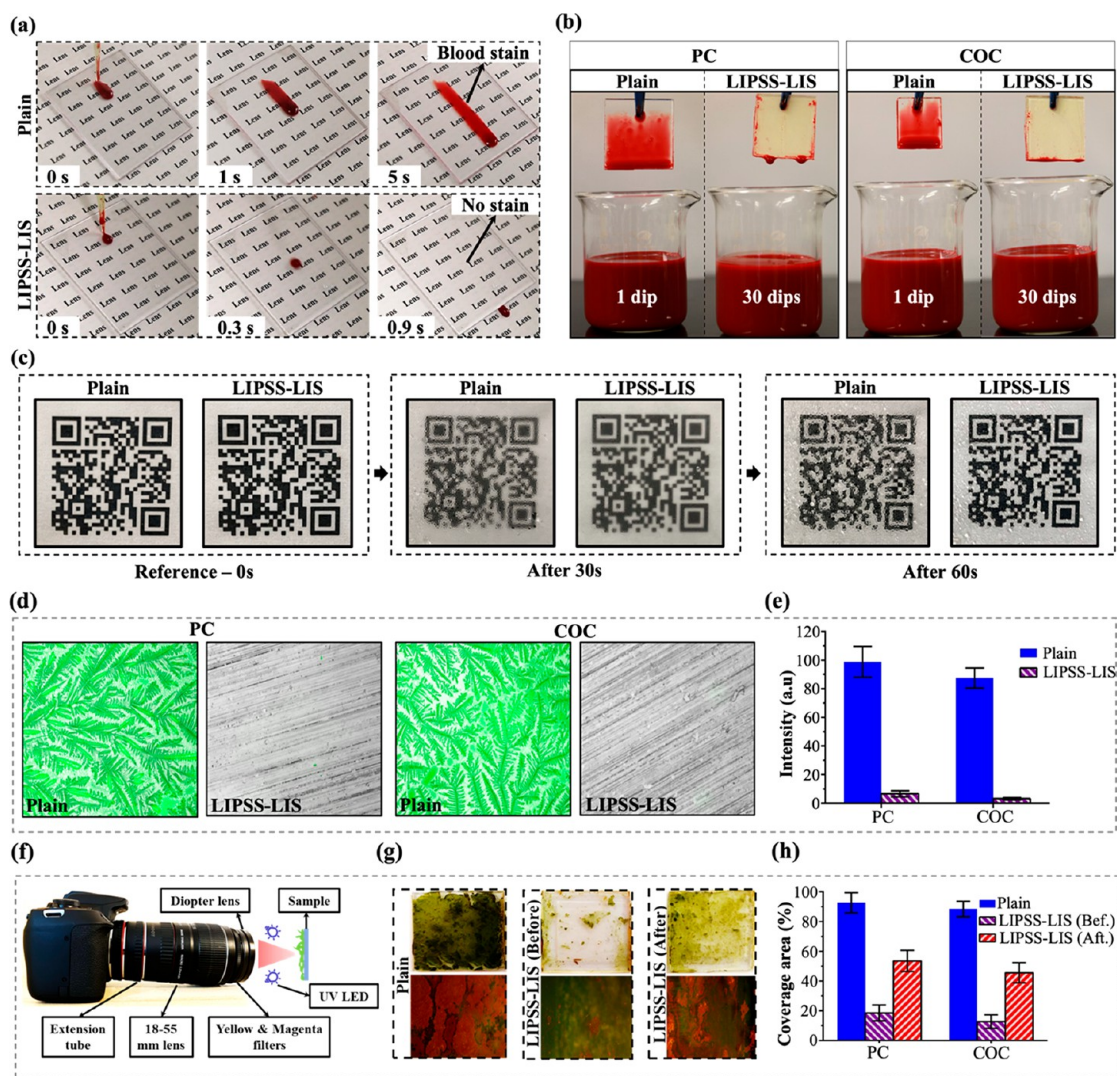 (a)
Plain
Blood stain
0 s
1 s
5 s
LIPSS-LIS
No stain
0 s
0.3 s
0.9 s
(b)
PC
COC
Plain
LIPSS-LIS
Plain
LIPSS-LIS
1 dip
30 dips
1 dip
30 dips
(c)
Plain
LIPSS-LIS
Plain
LIPSS-LIS
Plain
LIPSS-LIS
Reference – 0s
After 30s
After 60s
(d)
PC
COC
Plain
LIPSS-LIS
Plain
LIPSS-LIS
(e)
Intensity (a.u)
120
100
80
60
40
20
0
Plain
LIPSS-LIS
PC
COC
(f)
Diopter lens
Sample
UV LED
Extension
tube
18-55
mm lens
Yellow & Magenta
filters
(g)
Plain
LIPSS-LIS (Before)
LIPSS-LIS (After)
(h)
Coverage area (%)
100
80
60
40
20
0
Plain
LIPSS-LIS (Bef.)
LIPSS-LIS (Aft.)
PC
COC